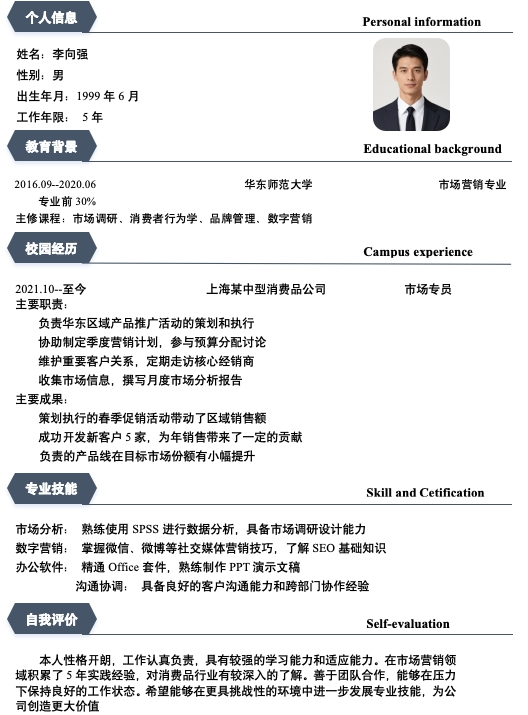 个人信息
Personal information
姓名：李向强
性别：男
出生年月：1999 年 6 月
工作年限： 5 年
教育背景
Educational background
2016.09--2020.06 华东师范大学 市场营销专业
专业前 30%
主修课程：市场调研、消费者行为学、品牌管理、数字营销
校园经历
Campus experience
2021.10--至今 上海某中型消费品公司 市场专员
主要职责：
负责华东区域产品推广活动的策划和执行
协助制定季度营销计划，参与预算分配讨论
维护重要客户关系，定期走访核心经销商
收集市场信息，撰写月度市场分析报告
主要成果：
策划执行的春季促销活动带动了区域销售额
成功开发新客户 5 家，为年销售带来了一定的贡献
负责的产品线在目标市场份额有小幅提升
专业技能
Skill and Cetification
市场分析： 熟练使用 SPSS 进行数据分析，具备市场调研设计能力
数字营销： 掌握微信、微博等社交媒体营销技巧，了解 SEO 基础知识
办公软件： 精通 Office 套件，熟练制作 PPT 演示文稿
沟通协调： 具备良好的客户沟通能力和跨部门协作经验
自我评价
Self-evaluation
本人性格开朗，工作认真负责，具有较强的学习能力和适应能力。在市场营销领
域积累了 5 年实践经验，对消费品行业有较深入的了解。善于团队合作，能够在压力
下保持良好的工作状态。希望能够在更具挑战性的环境中进一步发展专业技能，为公
司创造更大价值